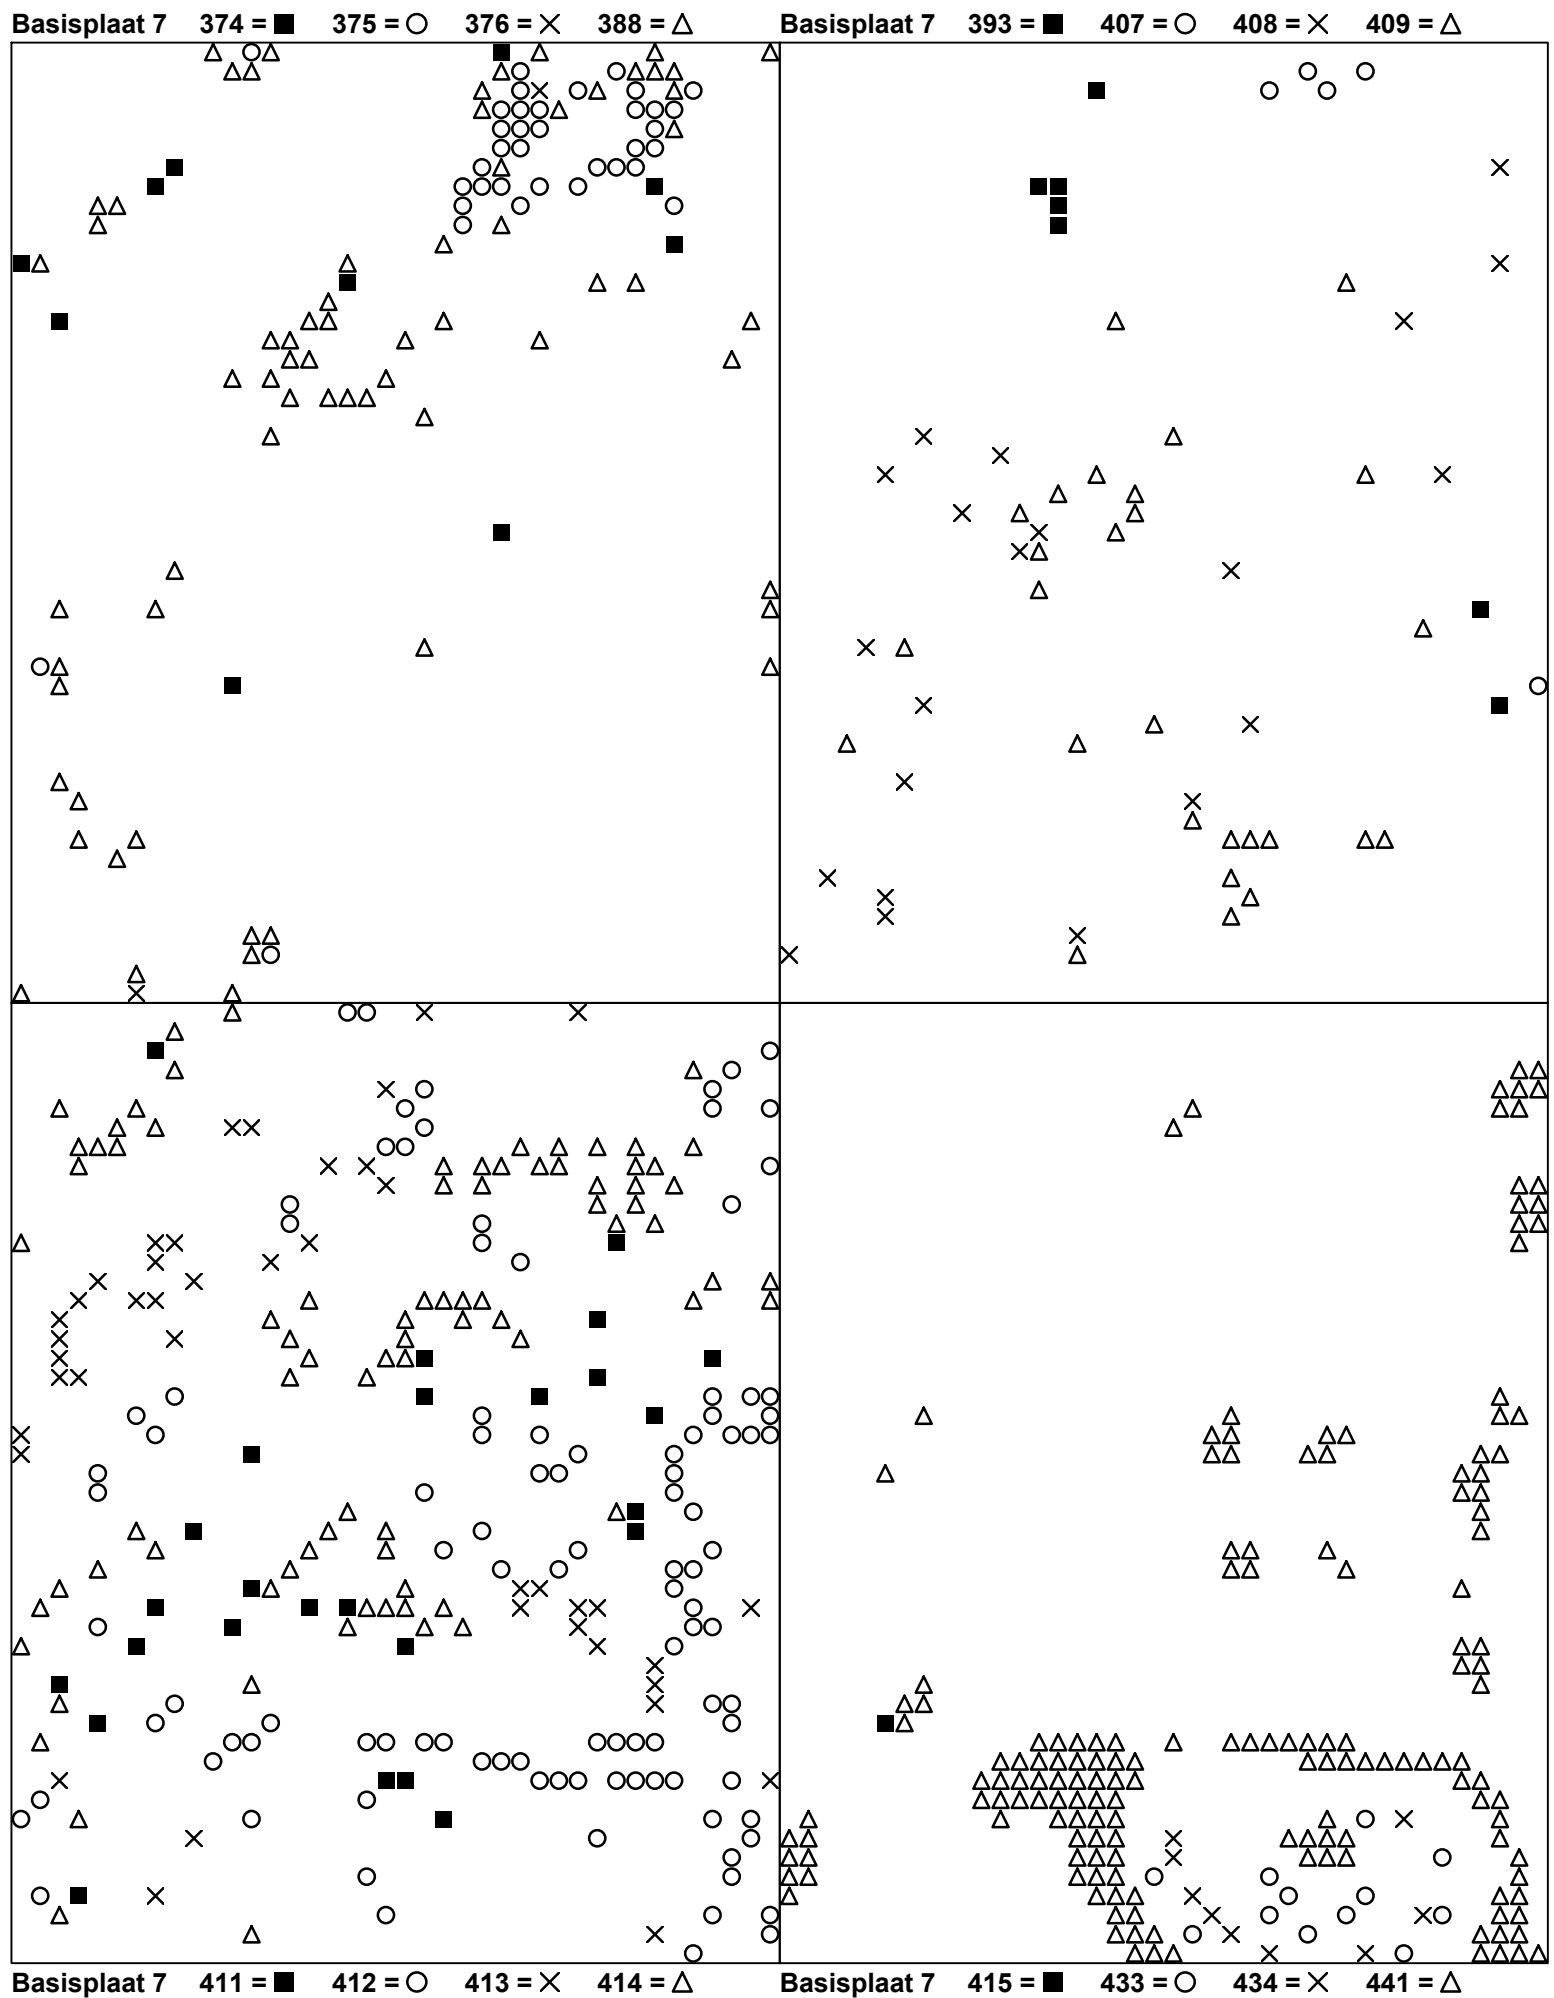 Basisplaat 7 374 = ■ 375 = ○ 376 = × 388 = △ Basisplaat 7 393 = ■ 407 = ○ 408 = × 409 = △
Basisplaat 7 411 = ■ 412 = ○ 413 = × 414 = △ Basisplaat 7 415 = ■ 433 = ○ 434 = × 441 = △